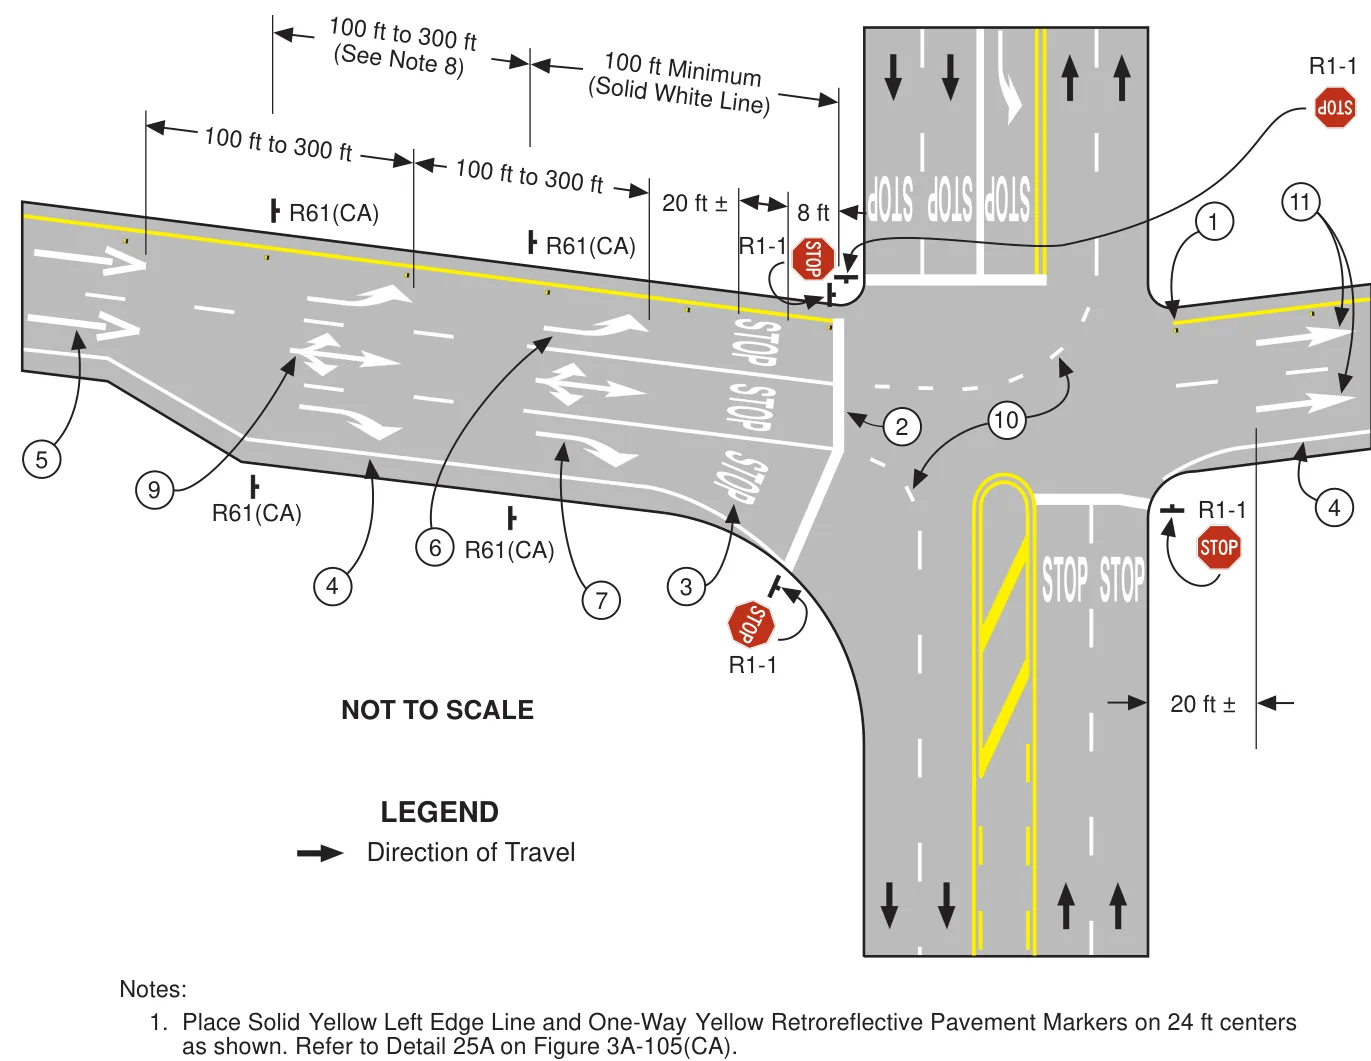 100 ft to 300 ft
(See Note 8)
100 ft Minimum
(Solid White Line)
R1-1
STOP
100 ft to 300 ft
100 ft to 300 ft
20 ft ±
8 ft
STOP
STOP
STOP
R61(CA)
R61(CA)
R1-1
STOP
1
11
STOP
STOP
STOP
5
9
R61(CA)
6
R61(CA)
4
7
3
2
10
4
R1-1
STOP
STOP
STOP
STOP
R1-1
20 ft ±
NOT TO SCALE
LEGEND
Direction of Travel
Notes:
1. Place Solid Yellow Left Edge Line and One-Way Yellow Retroreflective Pavement Markers on 24 ft centers
as shown. Refer to Detail 25A on Figure 3A-105(CA).